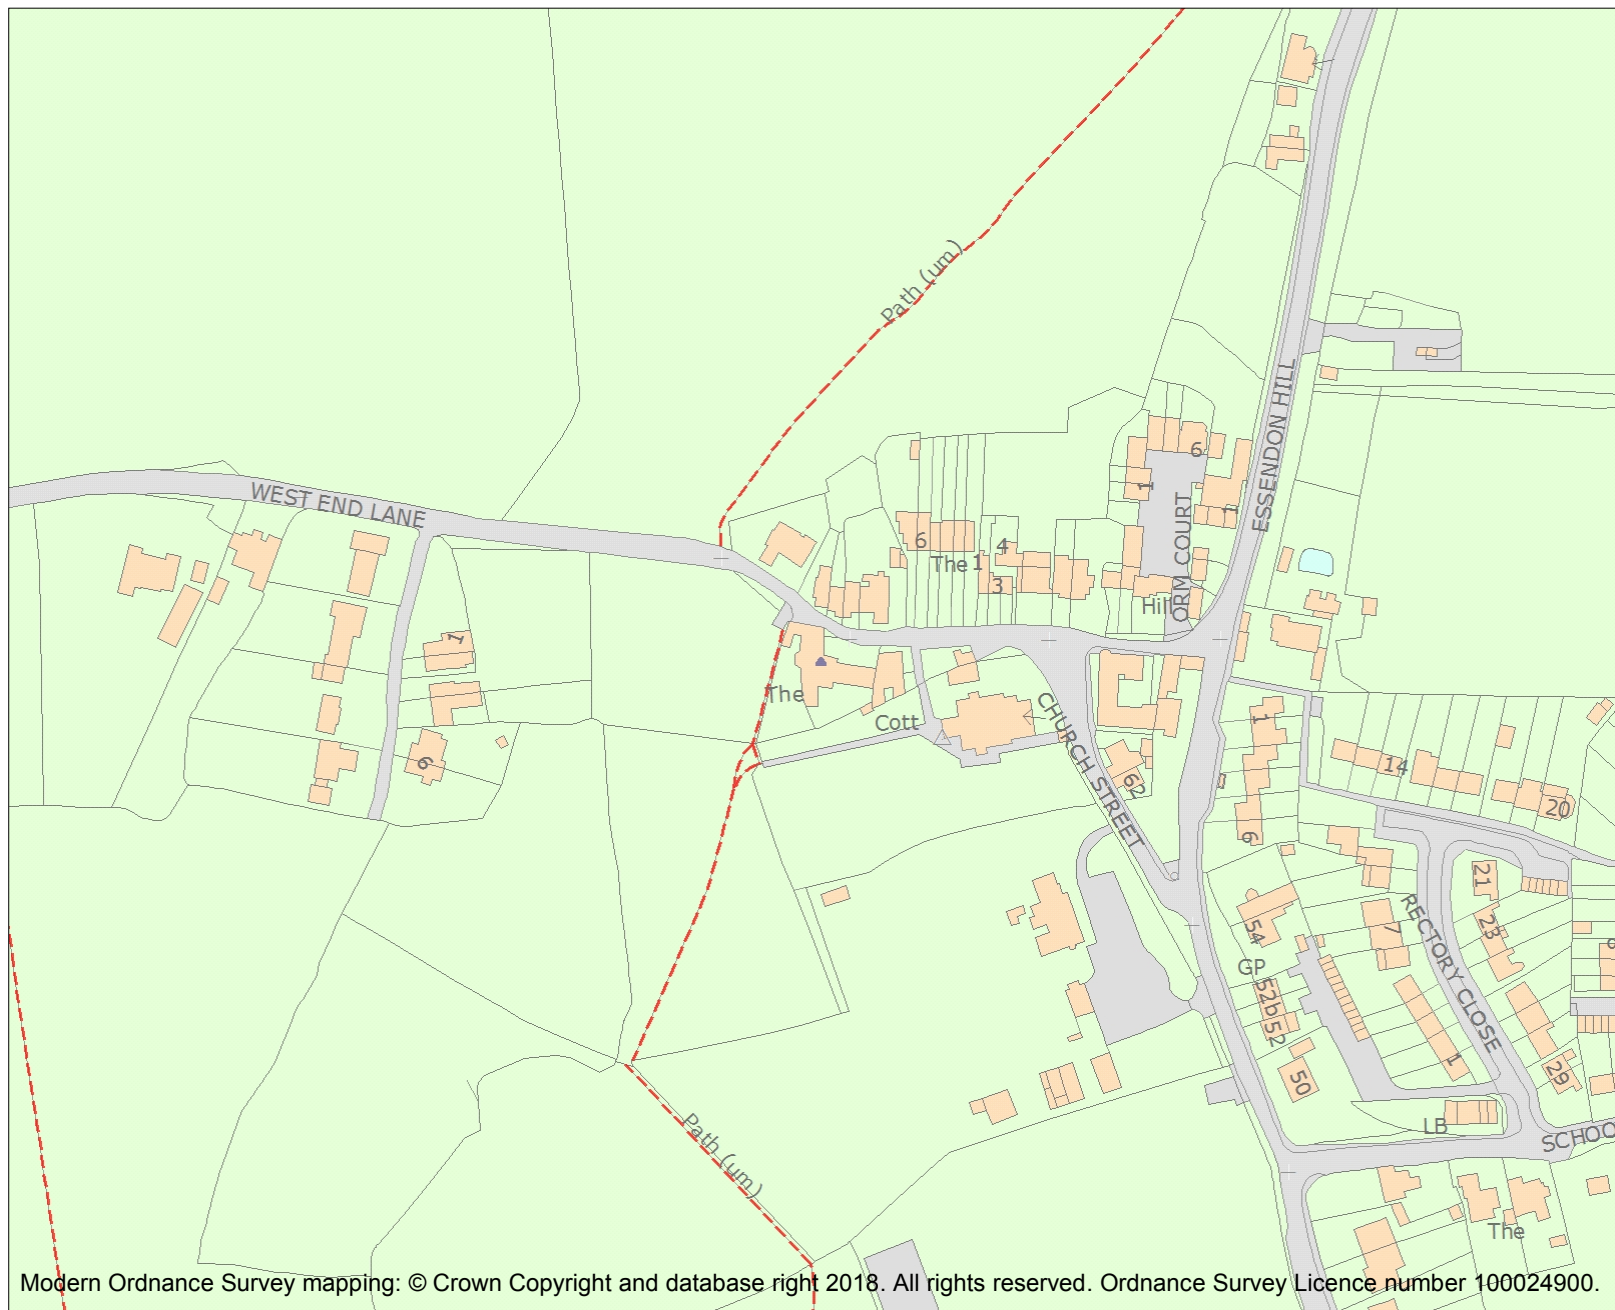 Path (um)
ESSENDON HILL
WEST END LANE
6
1
1
ORM COURT
6
4
The 1
3
Hill
1
The
Cott
CHURCH STREET
62
6
1
6
14
20
21
23
7
RECTORY CLOSE
54
GP
52b
52
50
1
29
LB
SCHOO
Path (um)
The
Modern Ordnance Survey mapping: © Crown Copyright and database right 2018. All rights reserved. Ordnance Survey Licence number 100024900.